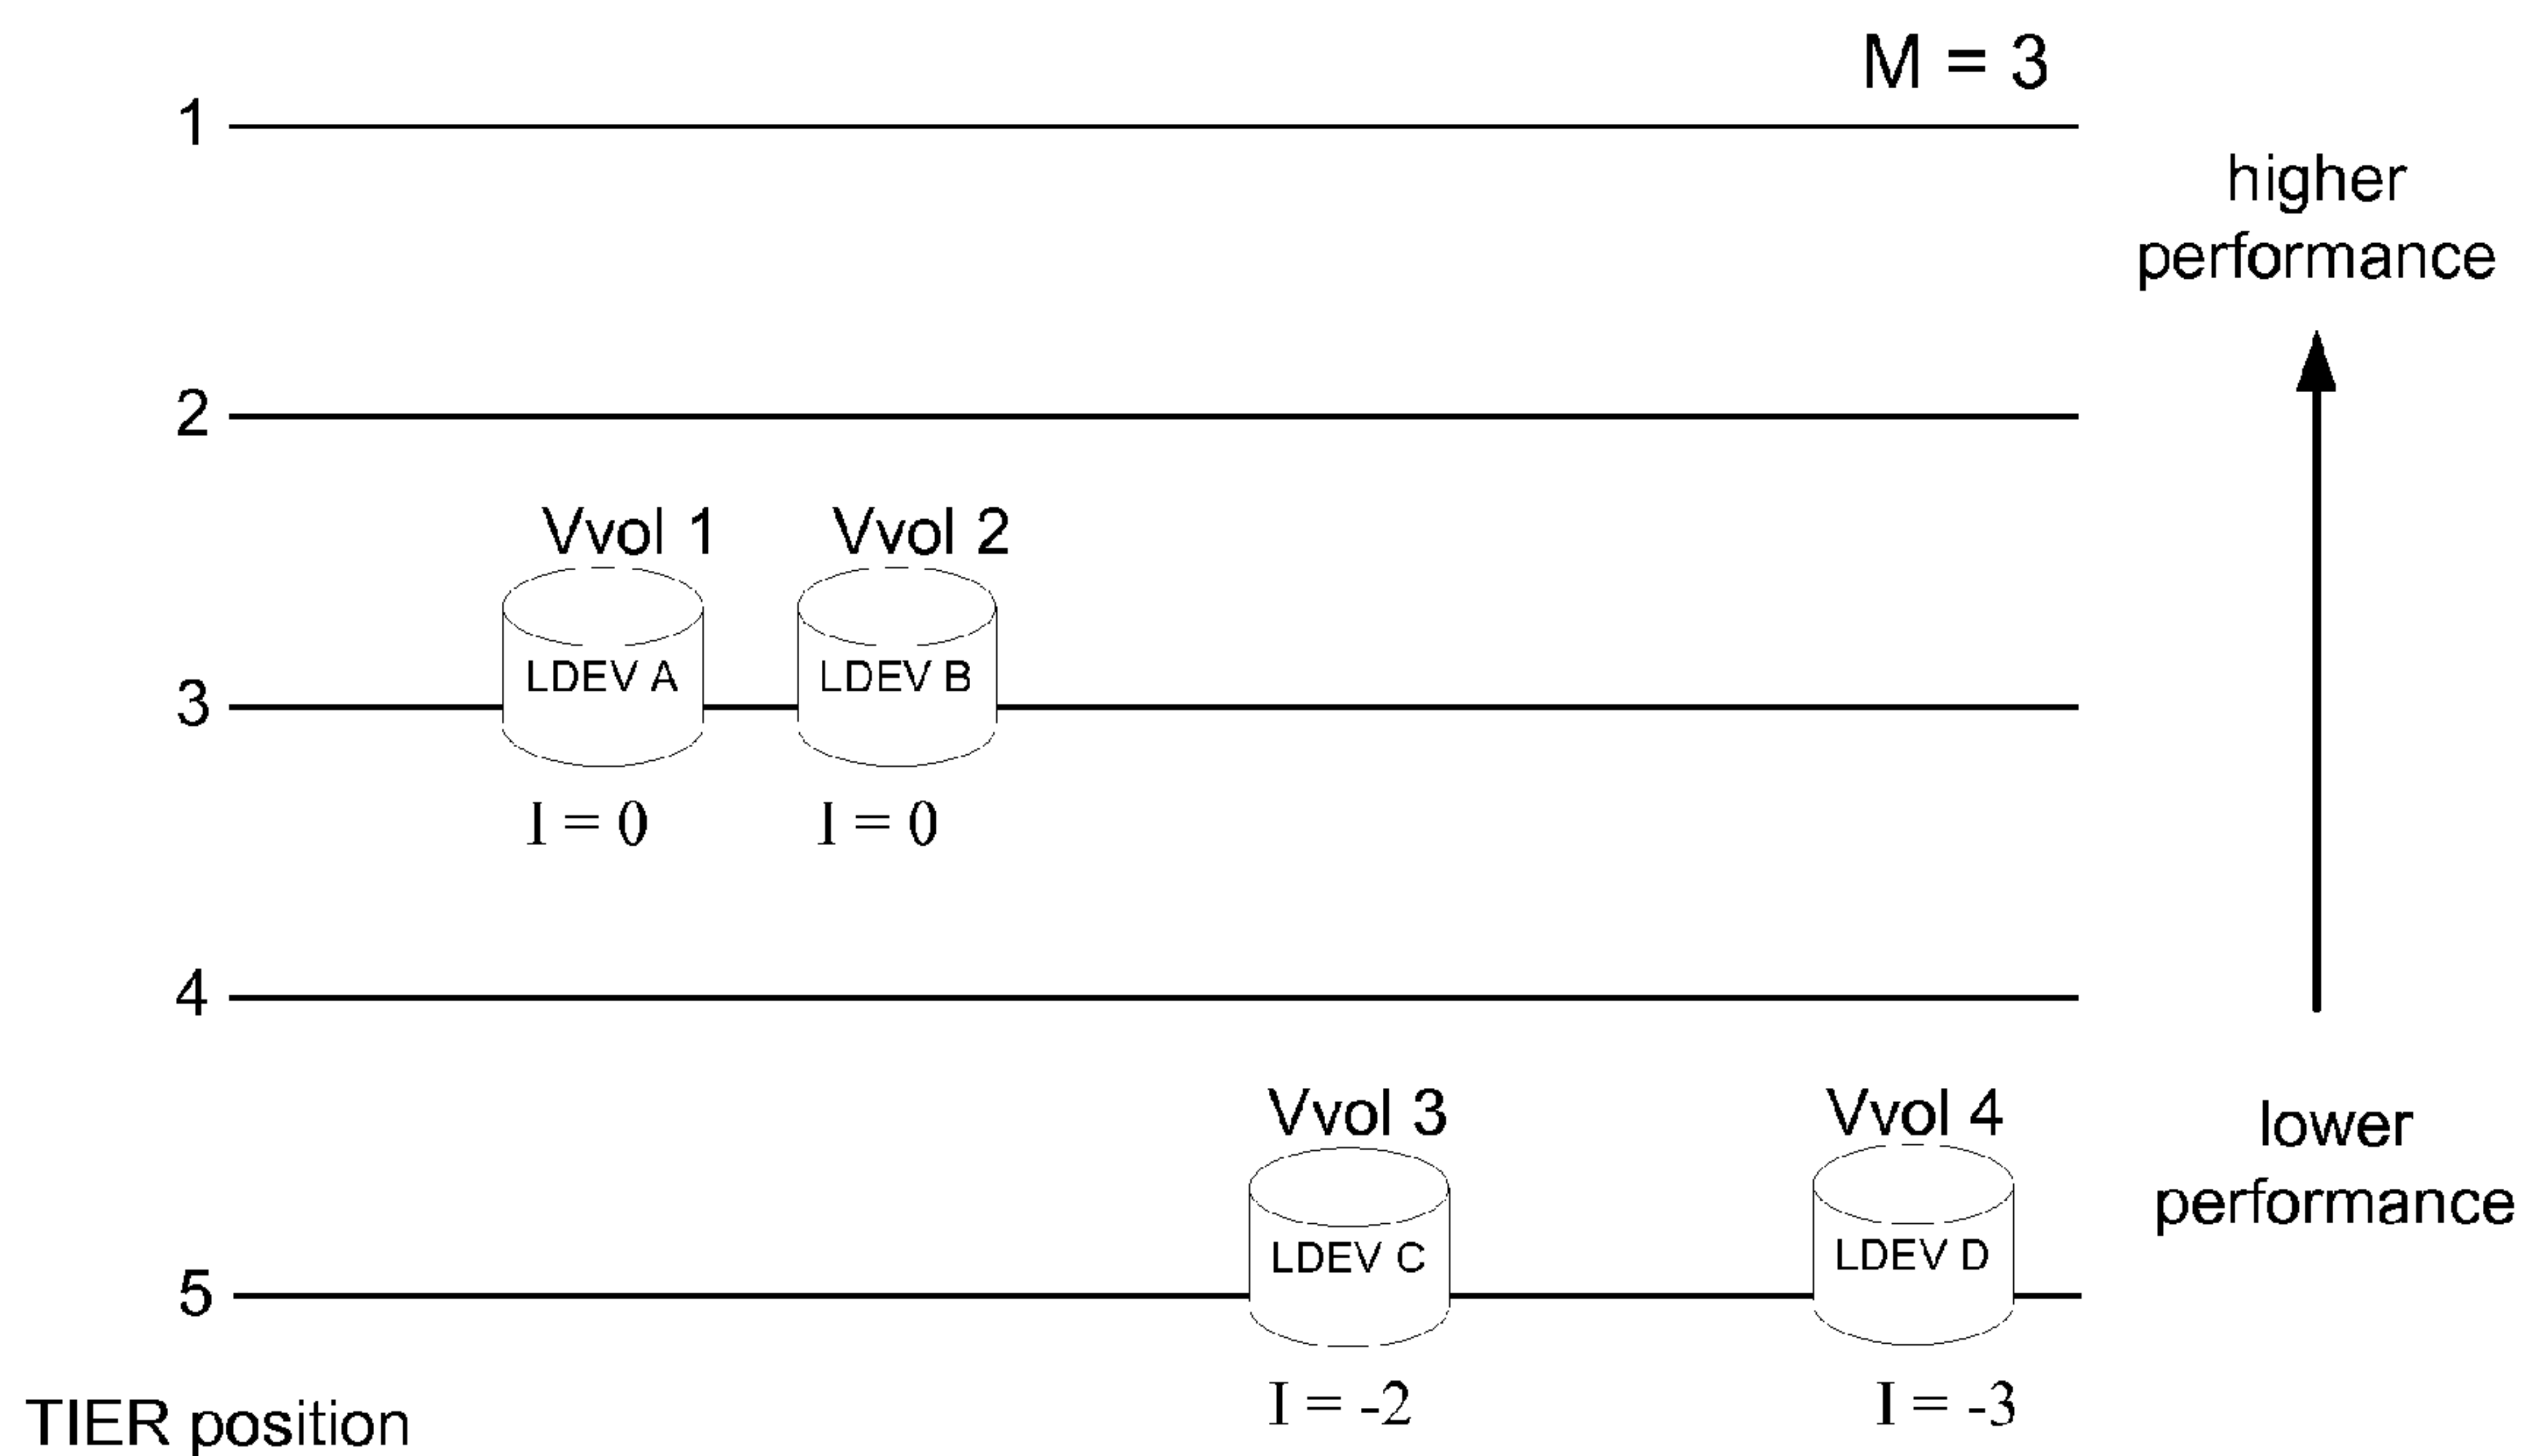 M = 3
1
higher
performance
2
Vvol 1
Vvol 2
LDEV A
LDEV B
3
I = 0
I = 0
4
Vvol 3
Vvol 4
lower
performance
LDEV C
LDEV D
5
I = -2
I = -3
TIER position